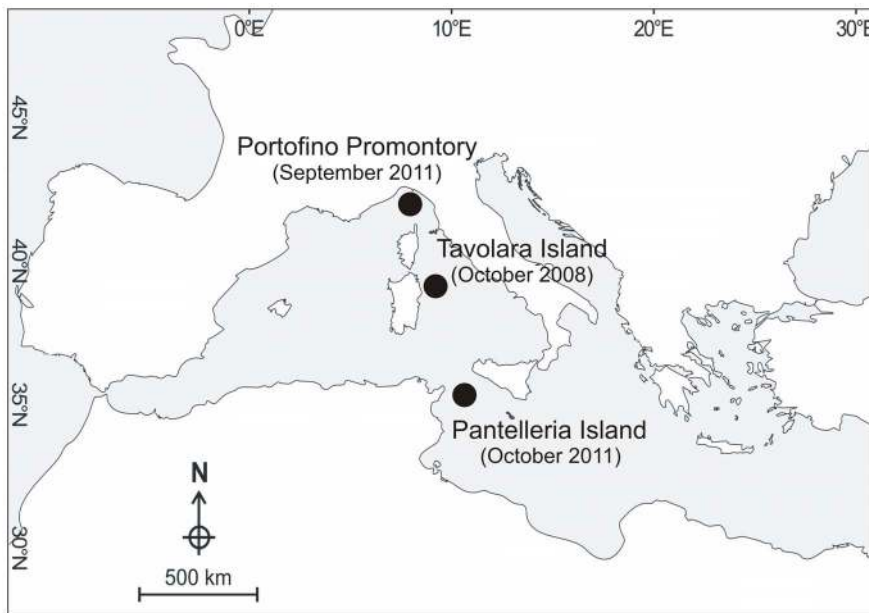 0°E 10°E 20°E 30°E
45°N
Portofino Promontory
(September 2011)
40°N
Tavolara Island
(October 2008)
35°N
Pantelleria Island
(October 2011)
N
30°N
500 km